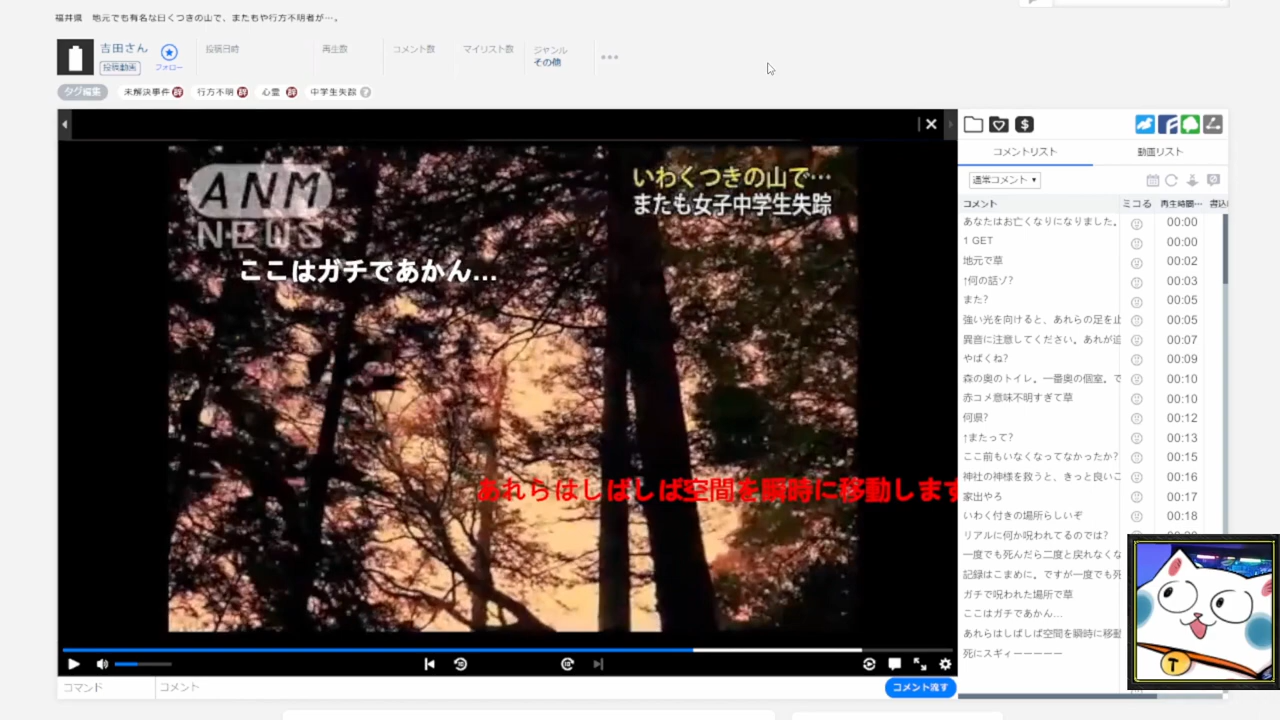 福井県　地元でも有名な曰くつきの山で、またもや行方不明者が…。
吉田さん
投稿動画
フォロー
投稿日時
再生数
コメント数
マイリスト数
ジャンル
その他
タグ編集
未解決事件
行方不明
心霊
中学生失踪
ANM
NEWS
いわくつきの山で…
またも女子中学生失踪
ここはガチであかん...
あれらはしばしば空間を瞬時に移動します
コマンド
コメント
コメント流す
コメントリスト
動画リスト
通常コメント
コメント ミコる 再生時間… 書込
あなたはお亡くなりになりました。 00:00
1 GET 00:00
地元で草 00:02
↑何の話ゾ? 00:03
また? 00:05
強い光を向けると、あれらの足を止 00:05
異音に注意してください。あれが迫 00:07
やばくね? 00:09
森の奥のトイレ。一番奥の個室。で 00:10
赤コメ意味不明すぎて草 00:10
何県? 00:12
↑またって? 00:13
ここ前もいなくなってなかったか? 00:15
神社の神様を救うと、きっと良いこ 00:16
家出やろ 00:17
いわく付きの場所らしいぞ 00:18
リアルに何か呪われてるのでは?
一度でも死んだら二度と戻れなくな
記録はこまめに。ですが一度でも死
ガチで呪われた場所で草
ここはガチであかん...
あれらはしばしば空間を瞬時に移動
死にスギィーーーーー
T